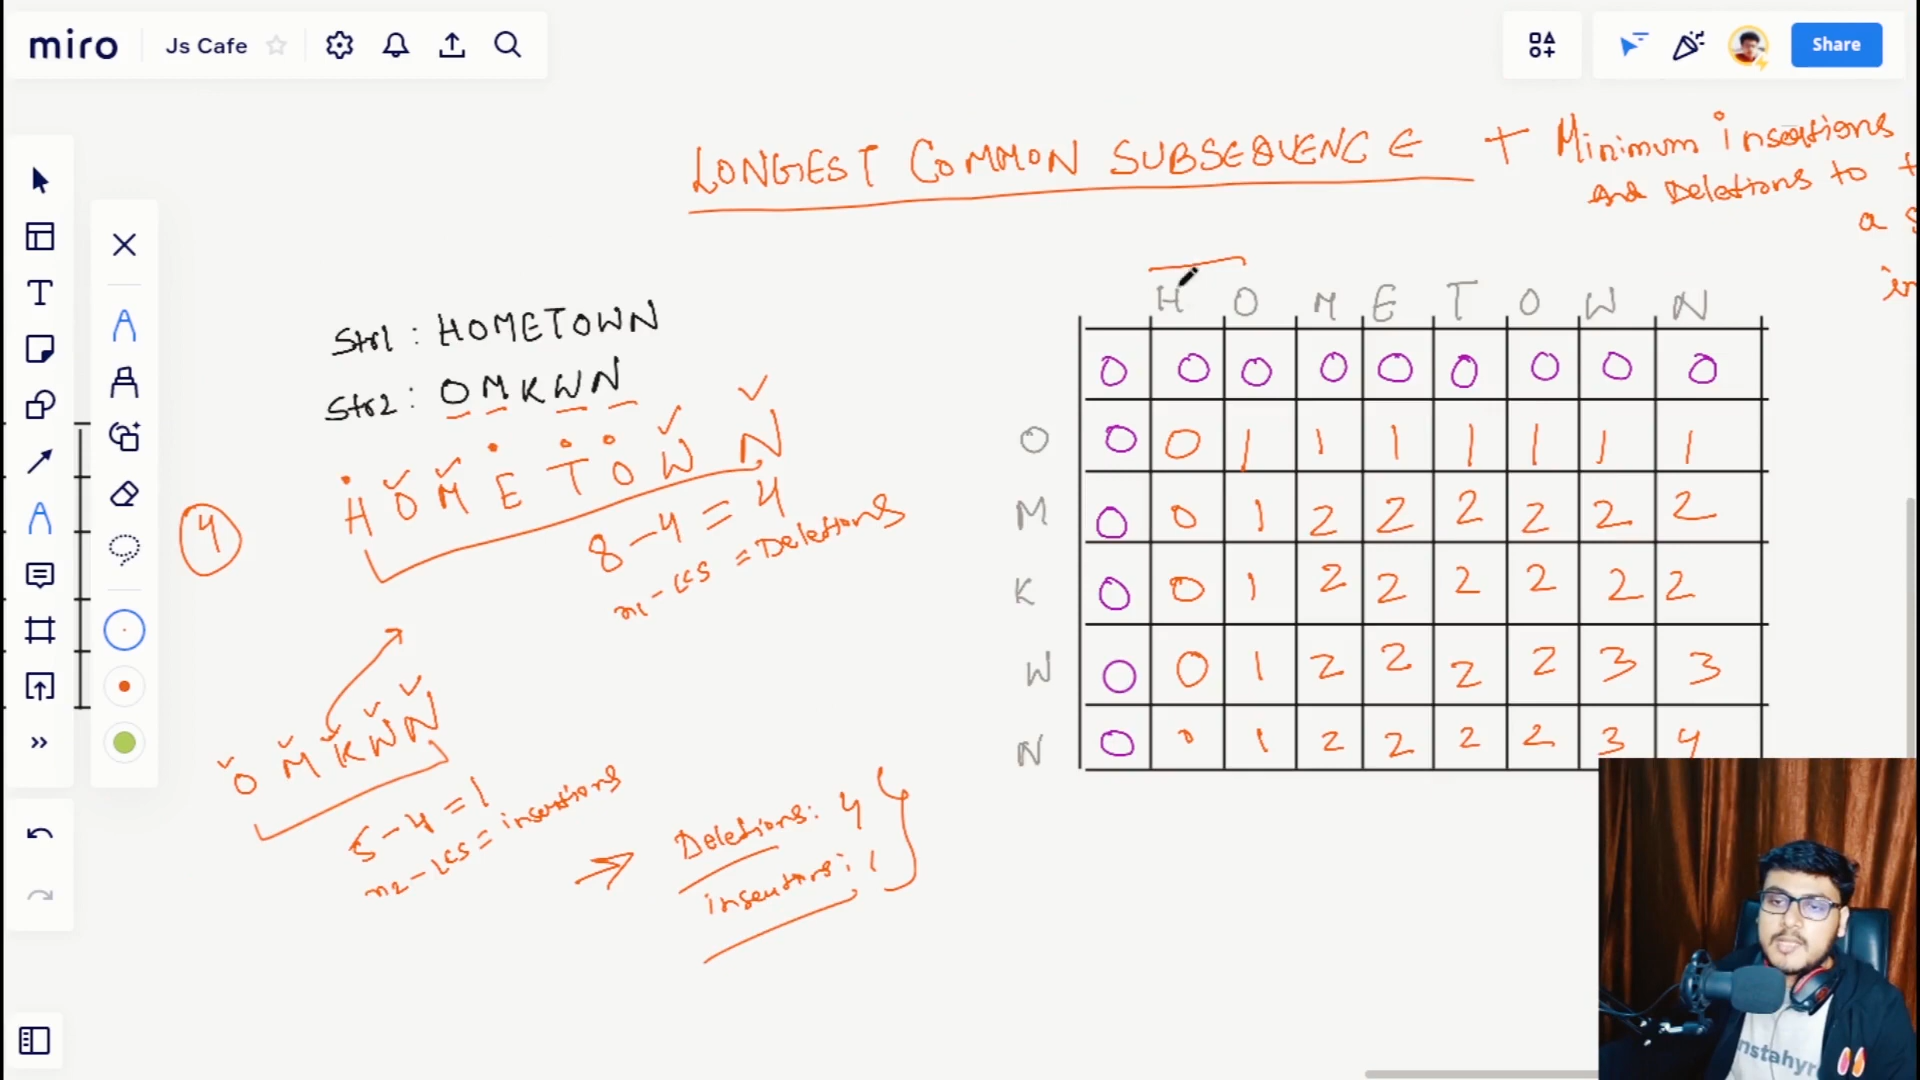 miro
Js Cafe
Share
LONGEST COMMON SUBSEQUENCE + Minimum insertions
and Deletions to
a
in
Str1 : HOMETOWN
Str2 : OMKWN
H O M E T O W N
4
8-4 = 4
n1 - LCS = Deletions
O M K W N
5-4 = 1
n2 - LCS = insertions
Deletions: 4
insertions: 1
H O M E T O W N
0 0 0 0 0 0 0 0 0
O 0 0 1 1 1 1 1 1 1
M 0 0 1 2 2 2 2 2 2
K 0 0 1 2 2 2 2 2 2
W 0 0 1 2 2 2 2 3 3
N 0 0 1 2 2 2 2 3 4
nstahyr